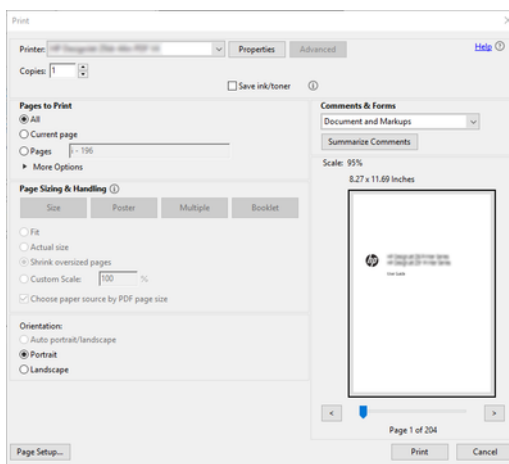 Print
Printer:
Properties
Advanced
Help
Copies:
1
Save ink/toner
Pages to Print
All
Current page
Pages
i - 196
More Options
Page Sizing & Handling
Size
Poster
Multiple
Booklet
Fit
Actual size
Shrink oversized pages
Custom Scale:
100
%
Choose paper source by PDF page size
Orientation:
Auto portrait/landscape
Portrait
Landscape
Comments & Forms
Document and Markups
Summarize Comments
Scale: 95%
8.27 x 11.69 Inches
hp
User Guide
<
>
Page 1 of 204
Page Setup...
Print
Cancel